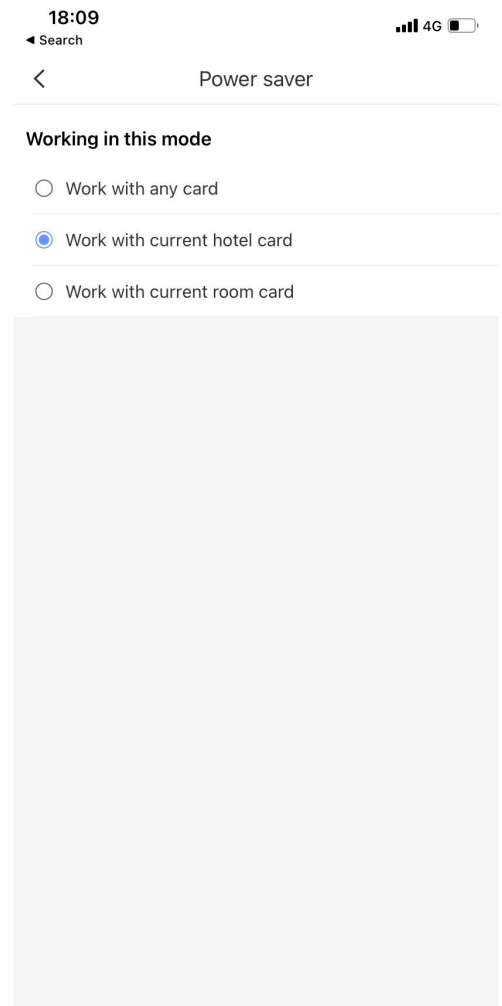 18:09
4G
◀ Search
Power saver
Working in this mode
Work with any card
Work with current hotel card
Work with current room card